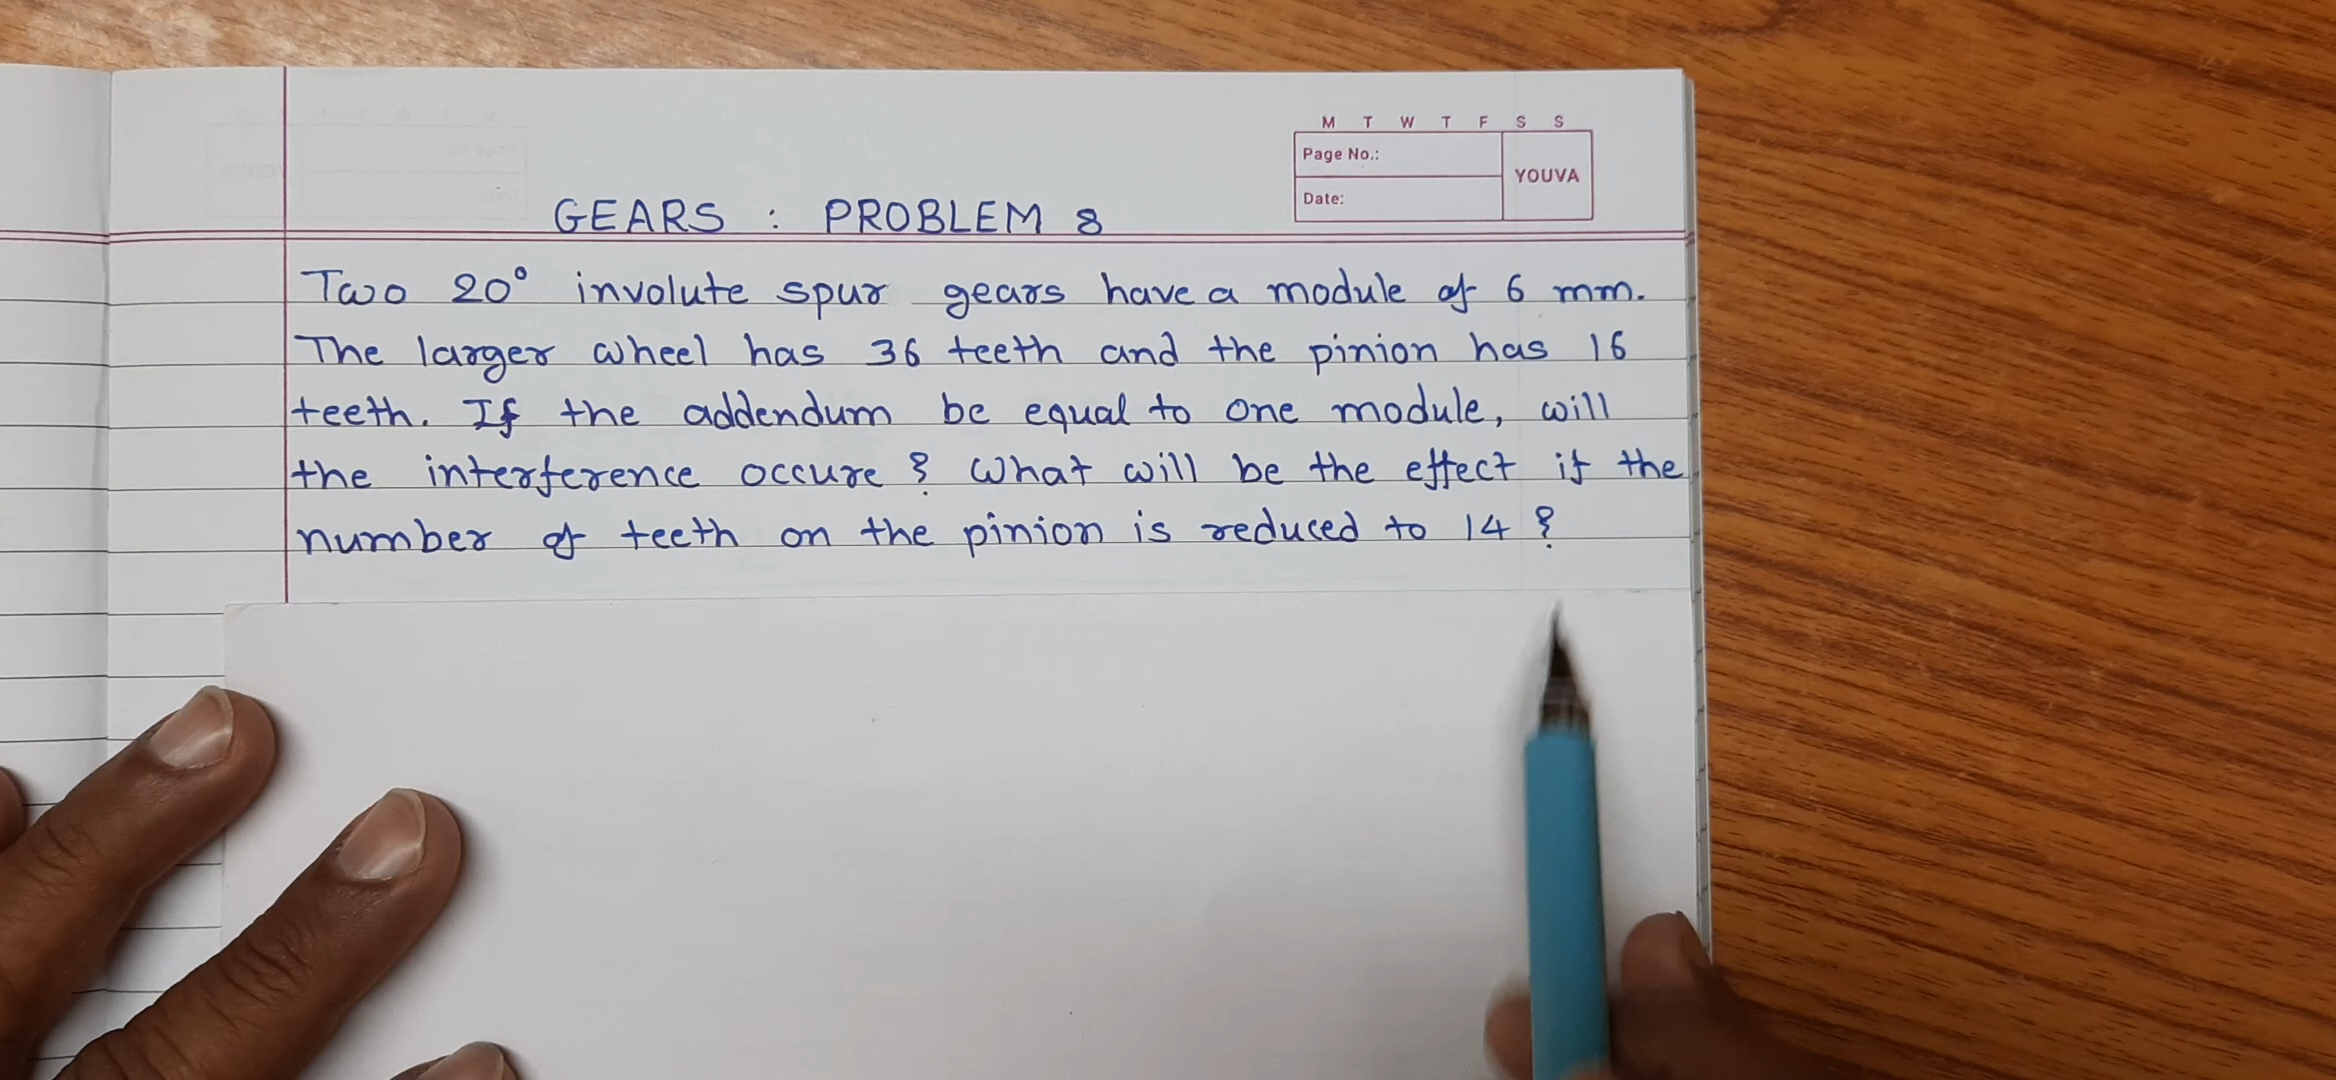 M T W T F S S
Page No.:
YOUVA
Date:
GEARS : PROBLEM 8
Two 20° involute spur gears have a module of 6 mm.
The larger wheel has 36 teeth and the pinion has 16
teeth. If the addendum be equal to one module, will
the interference occure ? What will be the effect if the
number of teeth on the pinion is reduced to 14 ?